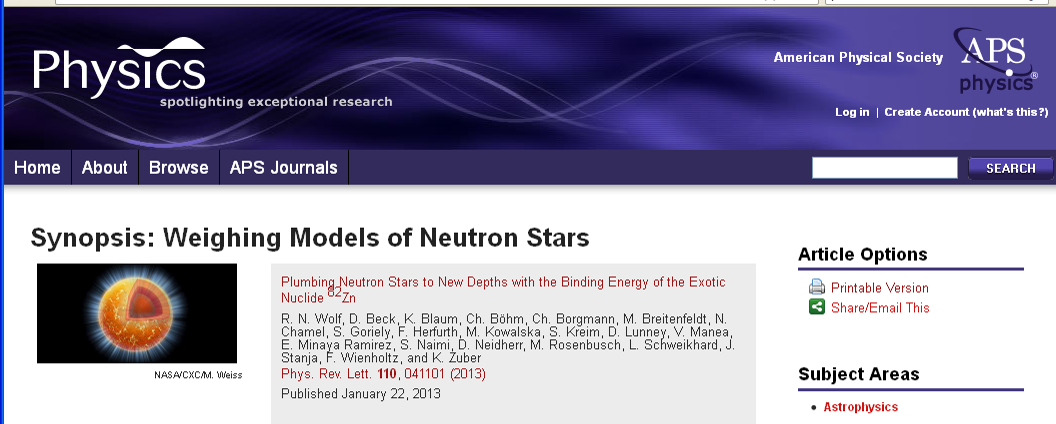 Physics
spotlighting exceptional research
American Physical Society
APS
physics®
Log in | Create Account (what's this?)
Home
About
Browse
APS Journals
SEARCH
Synopsis: Weighing Models of Neutron Stars
NASA/CXC/M. Weiss
Plumbing Neutron Stars to New Depths with the Binding Energy of the Exotic
Nuclide ⁸²Zn
R. N. Wolf, D. Beck, K. Blaum, Ch. Böhm, Ch. Borgmann, M. Breitenfeldt, N.
Chamel, S. Goriely, F. Herfurth, M. Kowalska, S. Kreim, D. Lunney, V. Manea,
E. Minaya Ramirez, S. Naimi, D. Neidherr, M. Rosenbusch, L. Schweikhard, J.
Stanja, F. Wienholtz, and K. Zuber
Phys. Rev. Lett. 110, 041101 (2013)
Published January 22, 2013
Article Options
Printable Version
Share/Email This
Subject Areas
• Astrophysics